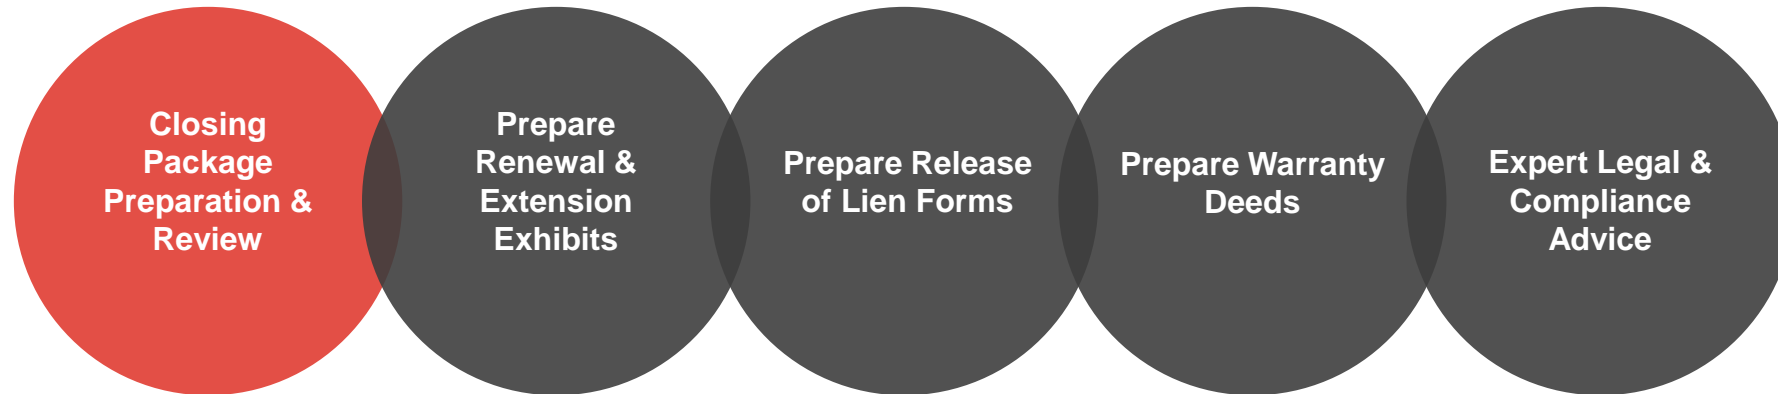 Closing
Package
Preparation &
Review
Prepare
Renewal &
Extension
Exhibits
Prepare Release
of Lien Forms
Prepare Warranty
Deeds
Expert Legal &
Compliance
Advice